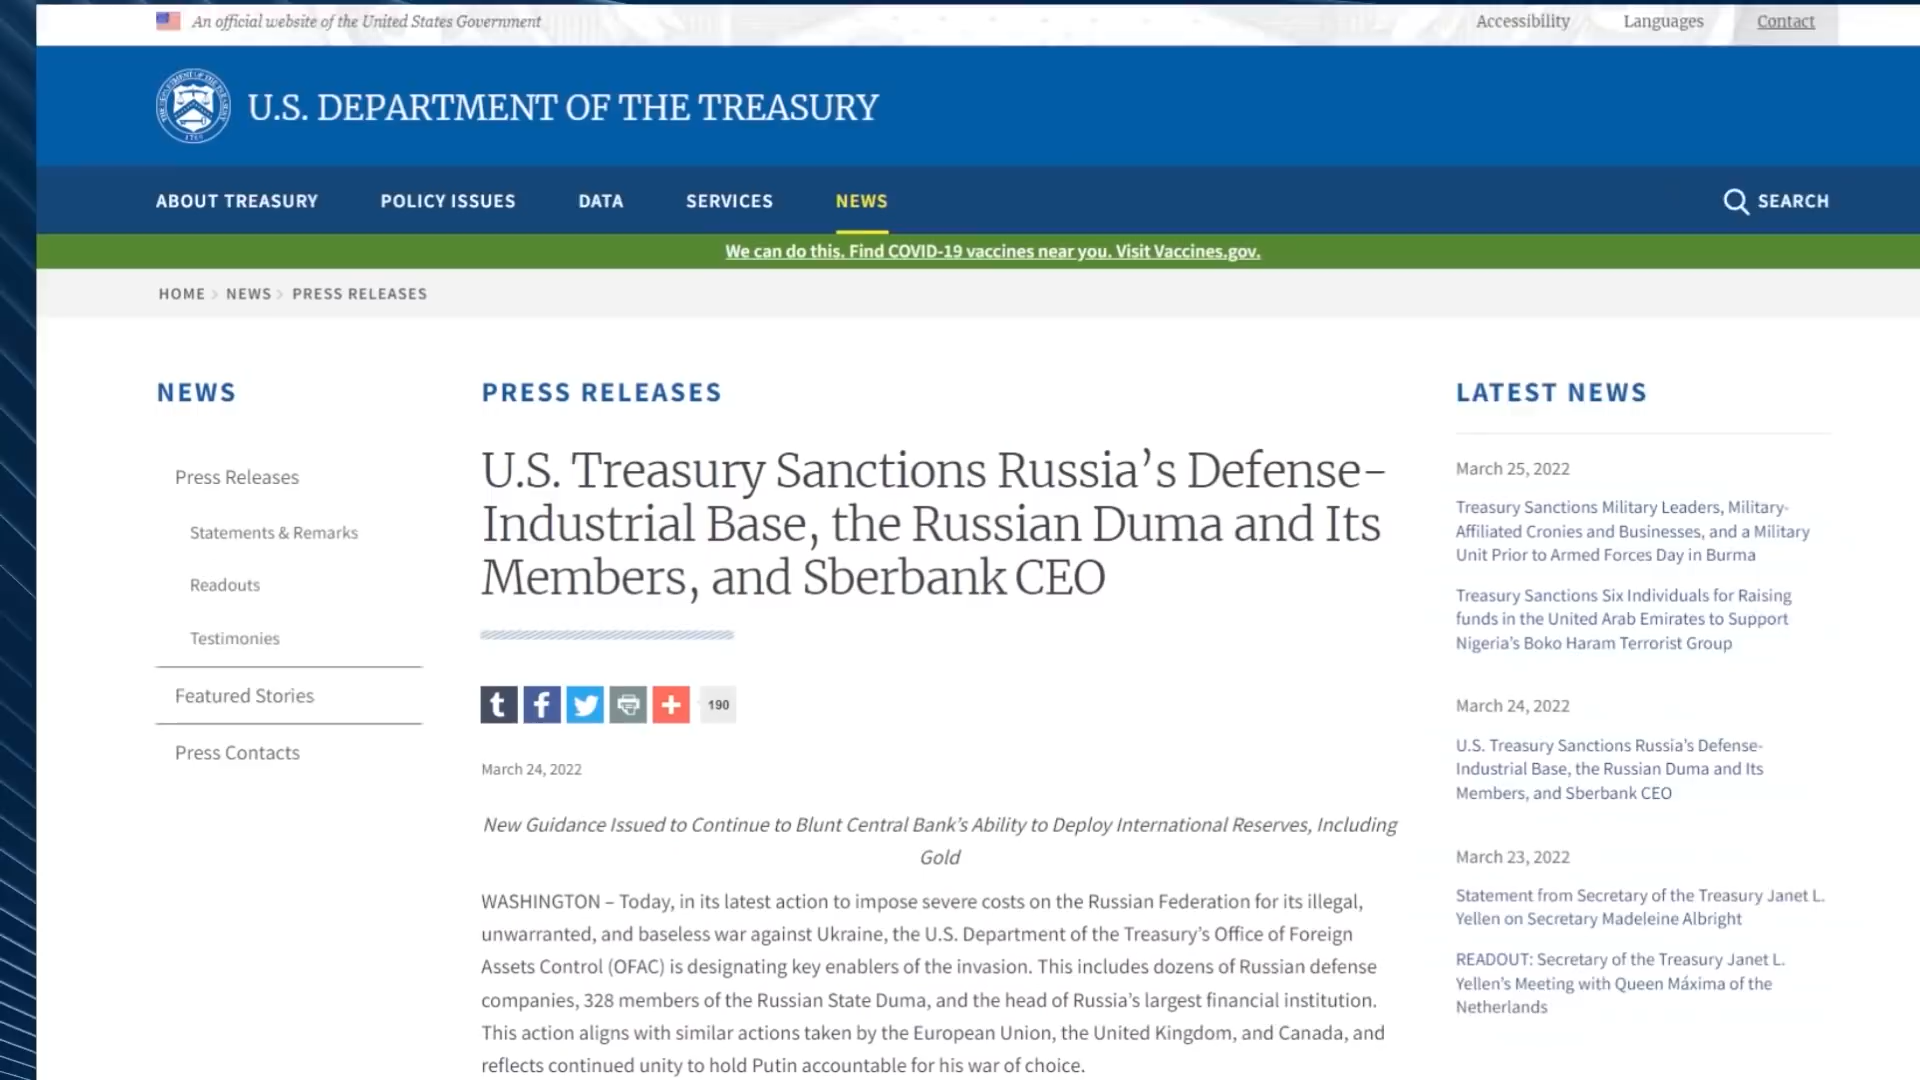 An official website of the United States Government
Accessibility
Languages
Contact
U.S. DEPARTMENT OF THE TREASURY
ABOUT TREASURY
POLICY ISSUES
DATA
SERVICES
NEWS
SEARCH
We can do this. Find COVID-19 vaccines near you. Visit Vaccines.gov.
HOME > NEWS > PRESS RELEASES
NEWS
Press Releases
Statements & Remarks
Readouts
Testimonies
Featured Stories
Press Contacts
PRESS RELEASES
U.S. Treasury Sanctions Russia’s Defense-
Industrial Base, the Russian Duma and Its
Members, and Sberbank CEO
190
March 24, 2022
New Guidance Issued to Continue to Blunt Central Bank’s Ability to Deploy International Reserves, Including
Gold
WASHINGTON – Today, in its latest action to impose severe costs on the Russian Federation for its illegal,
unwarranted, and baseless war against Ukraine, the U.S. Department of the Treasury’s Office of Foreign
Assets Control (OFAC) is designating key enablers of the invasion. This includes dozens of Russian defense
companies, 328 members of the Russian State Duma, and the head of Russia’s largest financial institution.
This action aligns with similar actions taken by the European Union, the United Kingdom, and Canada, and
reflects continued unity to hold Putin accountable for his war of choice.
LATEST NEWS
March 25, 2022
Treasury Sanctions Military Leaders, Military-
Affiliated Cronies and Businesses, and a Military
Unit Prior to Armed Forces Day in Burma
Treasury Sanctions Six Individuals for Raising
funds in the United Arab Emirates to Support
Nigeria’s Boko Haram Terrorist Group
March 24, 2022
U.S. Treasury Sanctions Russia’s Defense-
Industrial Base, the Russian Duma and Its
Members, and Sberbank CEO
March 23, 2022
Statement from Secretary of the Treasury Janet L.
Yellen on Secretary Madeleine Albright
READOUT: Secretary of the Treasury Janet L.
Yellen’s Meeting with Queen Máxima of the
Netherlands